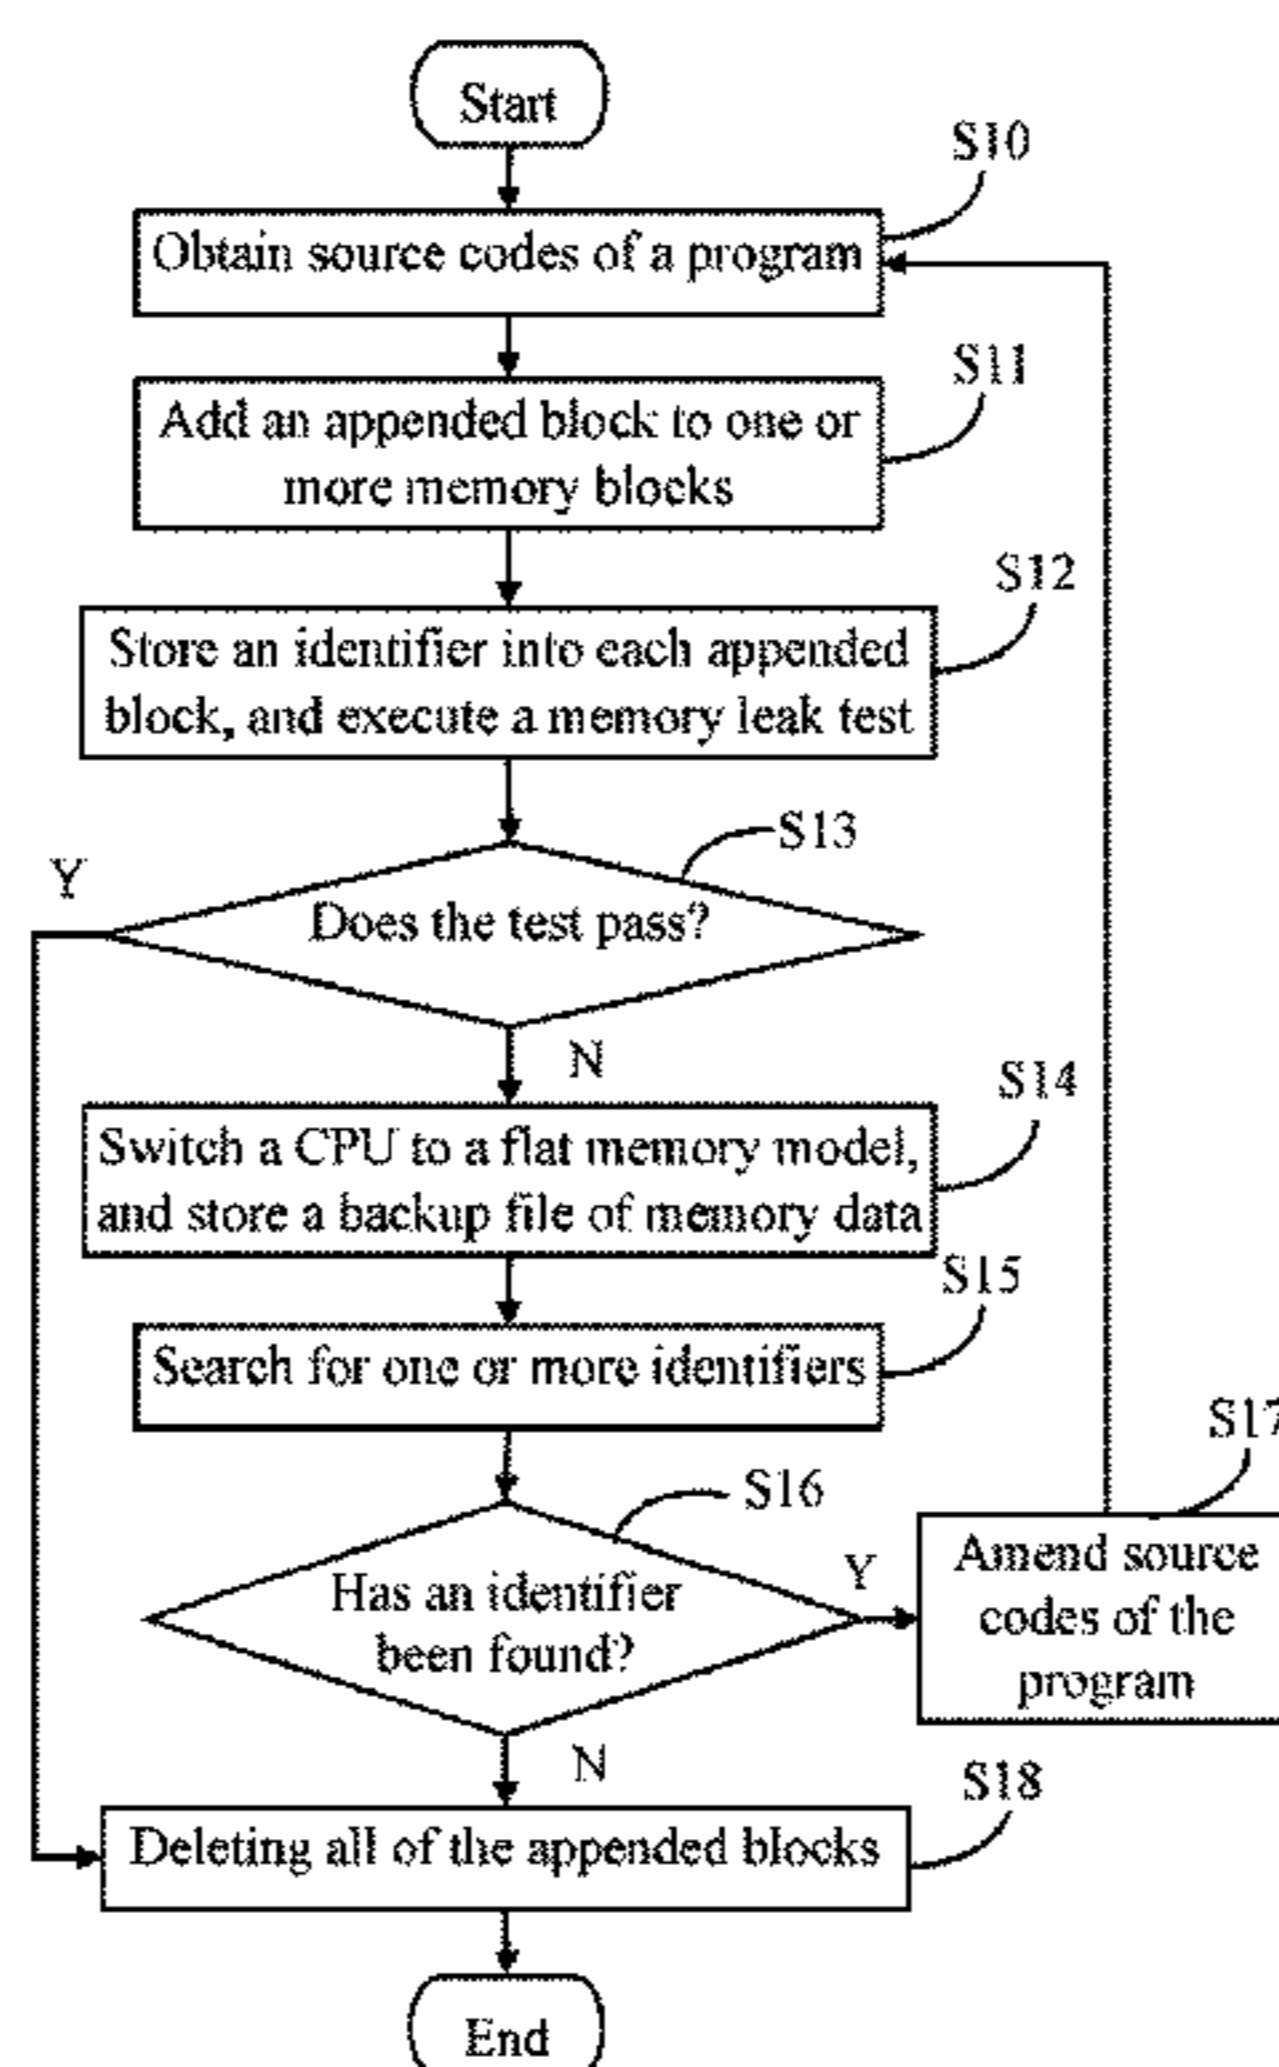 Start
S10
Obtain source codes of a program
S11
Add an appended block to one or
more memory blocks
S12
Store an identifier into each appended
block, and execute a memory leak test
S13
Y
Does the test pass?
N
S14
Switch a CPU to a flat memory model,
and store a backup file of memory data
S15
Search for one or more identifiers
S17
S16
Y
Has an identifier
been found?
Amend source
codes of the
program
N
S18
Deleting all of the appended blocks
End